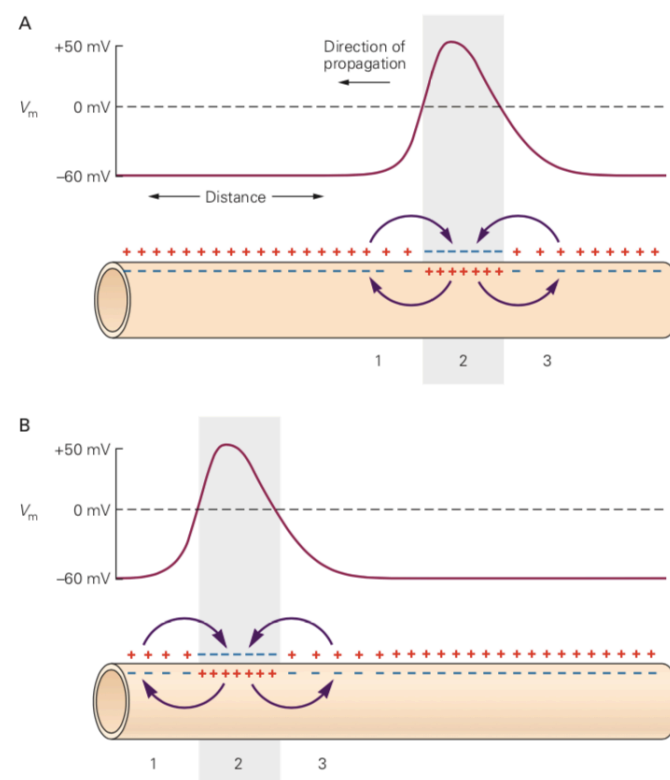 A
+50 mV
Direction of
propagation
Vm
0 mV
–60 mV
Distance
+ + + + + + + + + + + + + + + + + + + – – – – – – – + + + + + + + + +
– – – – – – – – – – – – – – – – – – – + + + + + + + – – – – – – – – –
1 2 3
B
+50 mV
Vm
0 mV
–60 mV
+ + + + – – – – – – – + + + + + + + + + + + + + + + + + + + + + +
– – – – + + + + + + + – – – – – – – – – – – – – – – – – – – – – –
1 2 3